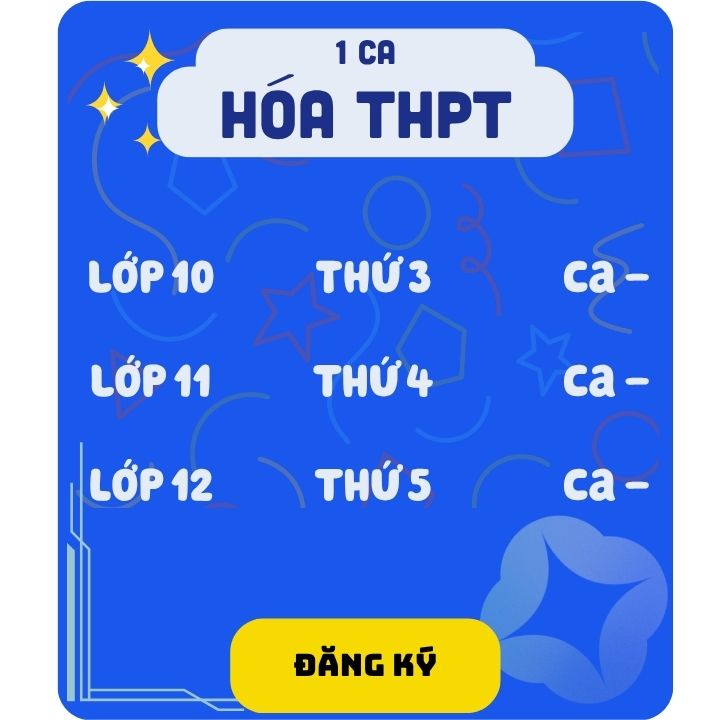 1 CA
HÓA THPT
LỚP 10 THỨ 3 Ca -
LỚP 11 THỨ 4 Ca -
LỚP 12 THỨ 5 Ca -
ĐĂNG KÝ